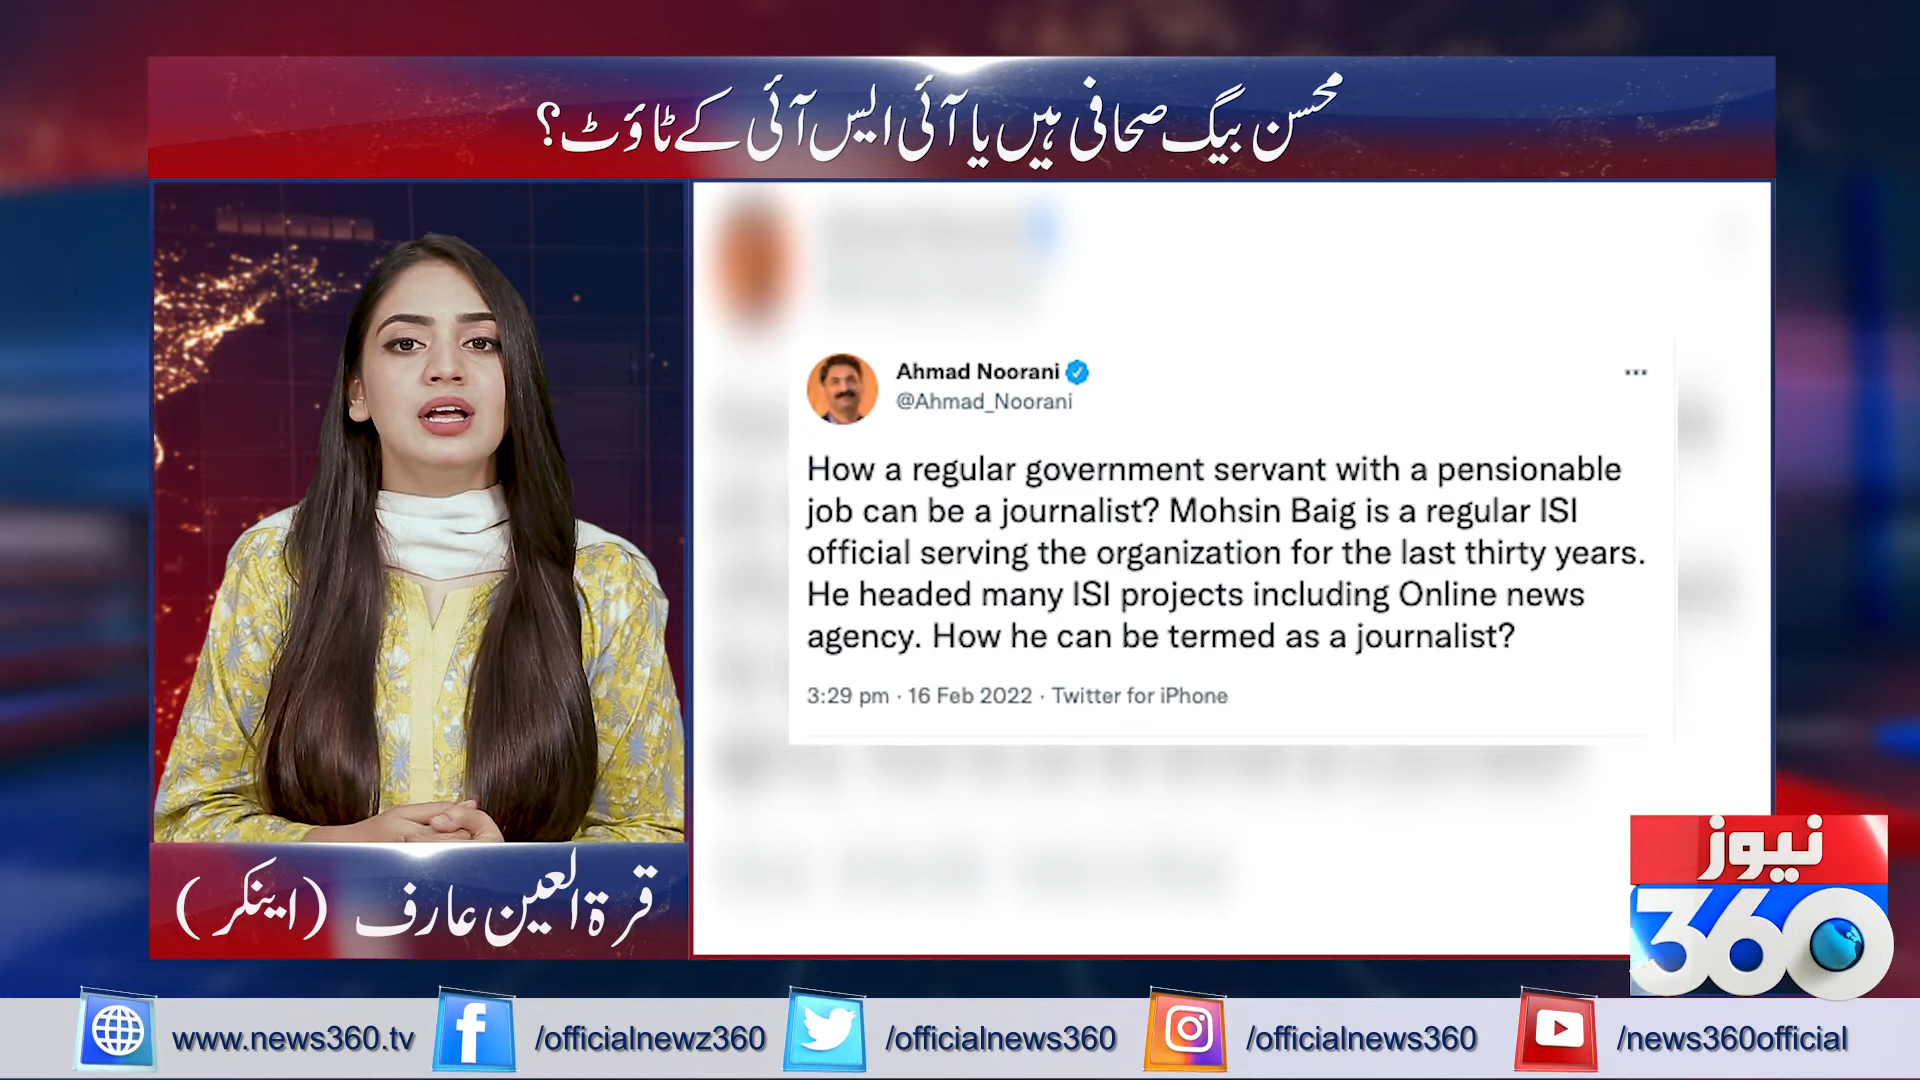 محسن بیگ صحافی ہیں یا آئی ایس آئی کے ٹاؤٹ؟
Ahmad Noorani
@Ahmad_Noorani
How a regular government servant with a pensionable
job can be a journalist? Mohsin Baig is a regular ISI
official serving the organization for the last thirty years.
He headed many ISI projects including Online news
agency. How he can be termed as a journalist?
3:29 pm · 16 Feb 2022 · Twitter for iPhone
قرۃ العین عارف (اینکر)
نیوز
360
www.news360.tv
/officialnewz360
/officialnews360
/officialnews360
/news360official